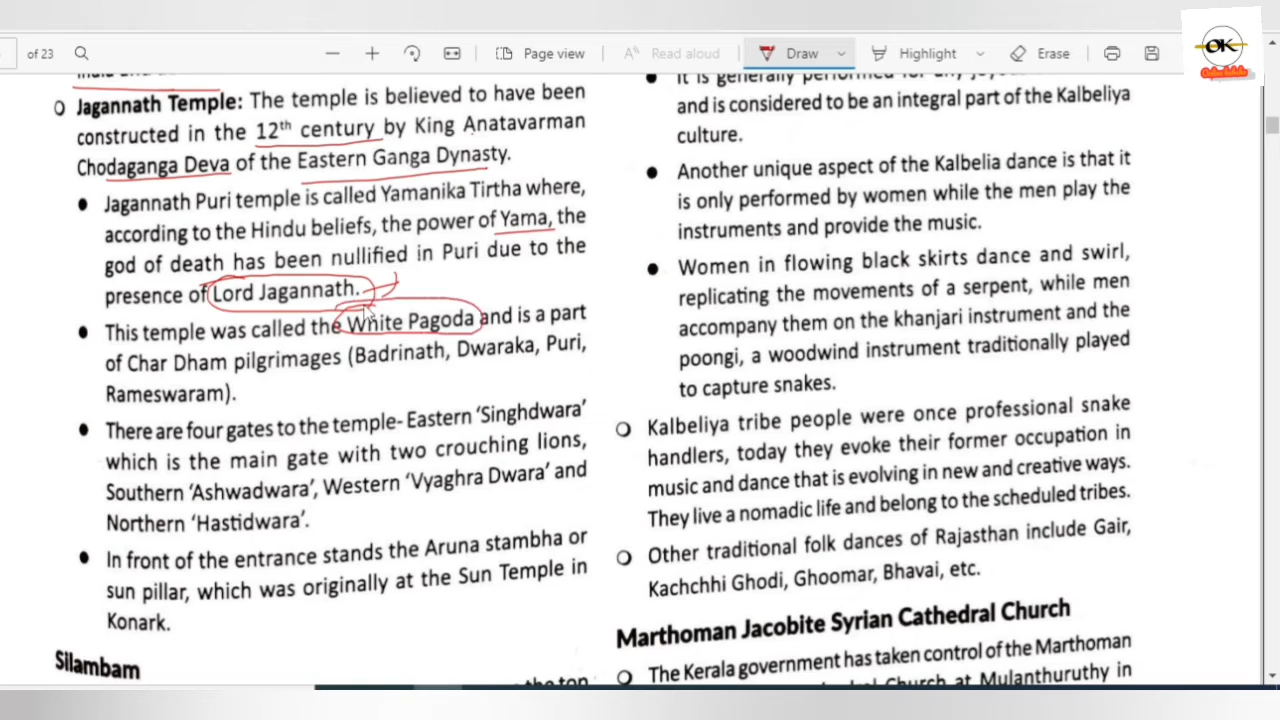 of 23
Page view
Read aloud
Draw
Highlight
Erase
OK
Jagannath Temple: The temple is believed to have been
constructed in the 12th century by King Anatavarman
Chodaganga Deva of the Eastern Ganga Dynasty.
Jagannath Puri temple is called Yamanika Tirtha where,
according to the Hindu beliefs, the power of Yama, the
god of death has been nullified in Puri due to the
presence of Lord Jagannath.
This temple was called the White Pagoda and is a part
of Char Dham pilgrimages (Badrinath, Dwaraka, Puri,
Rameswaram).
There are four gates to the temple- Eastern 'Singhdwara'
which is the main gate with two crouching lions,
Southern 'Ashwadwara', Western 'Vyaghra Dwara' and
Northern 'Hastidwara'.
In front of the entrance stands the Aruna stambha or
sun pillar, which was originally at the Sun Temple in
Konark.
Silambam
It is generally performed for any
and is considered to be an integral part of the Kalbeliya
culture.
Another unique aspect of the Kalbelia dance is that it
is only performed by women while the men play the
instruments and provide the music.
Women in flowing black skirts dance and swirl,
replicating the movements of a serpent, while men
accompany them on the khanjari instrument and the
poongi, a woodwind instrument traditionally played
to capture snakes.
Kalbeliya tribe people were once professional snake
handlers, today they evoke their former occupation in
music and dance that is evolving in new and creative ways.
They live a nomadic life and belong to the scheduled tribes.
Other traditional folk dances of Rajasthan include Gair,
Kachchhi Ghodi, Ghoomar, Bhavai, etc.
Marthoman Jacobite Syrian Cathedral Church
The Kerala government has taken control of the Marthoman
Church at Mulanthuruthy in